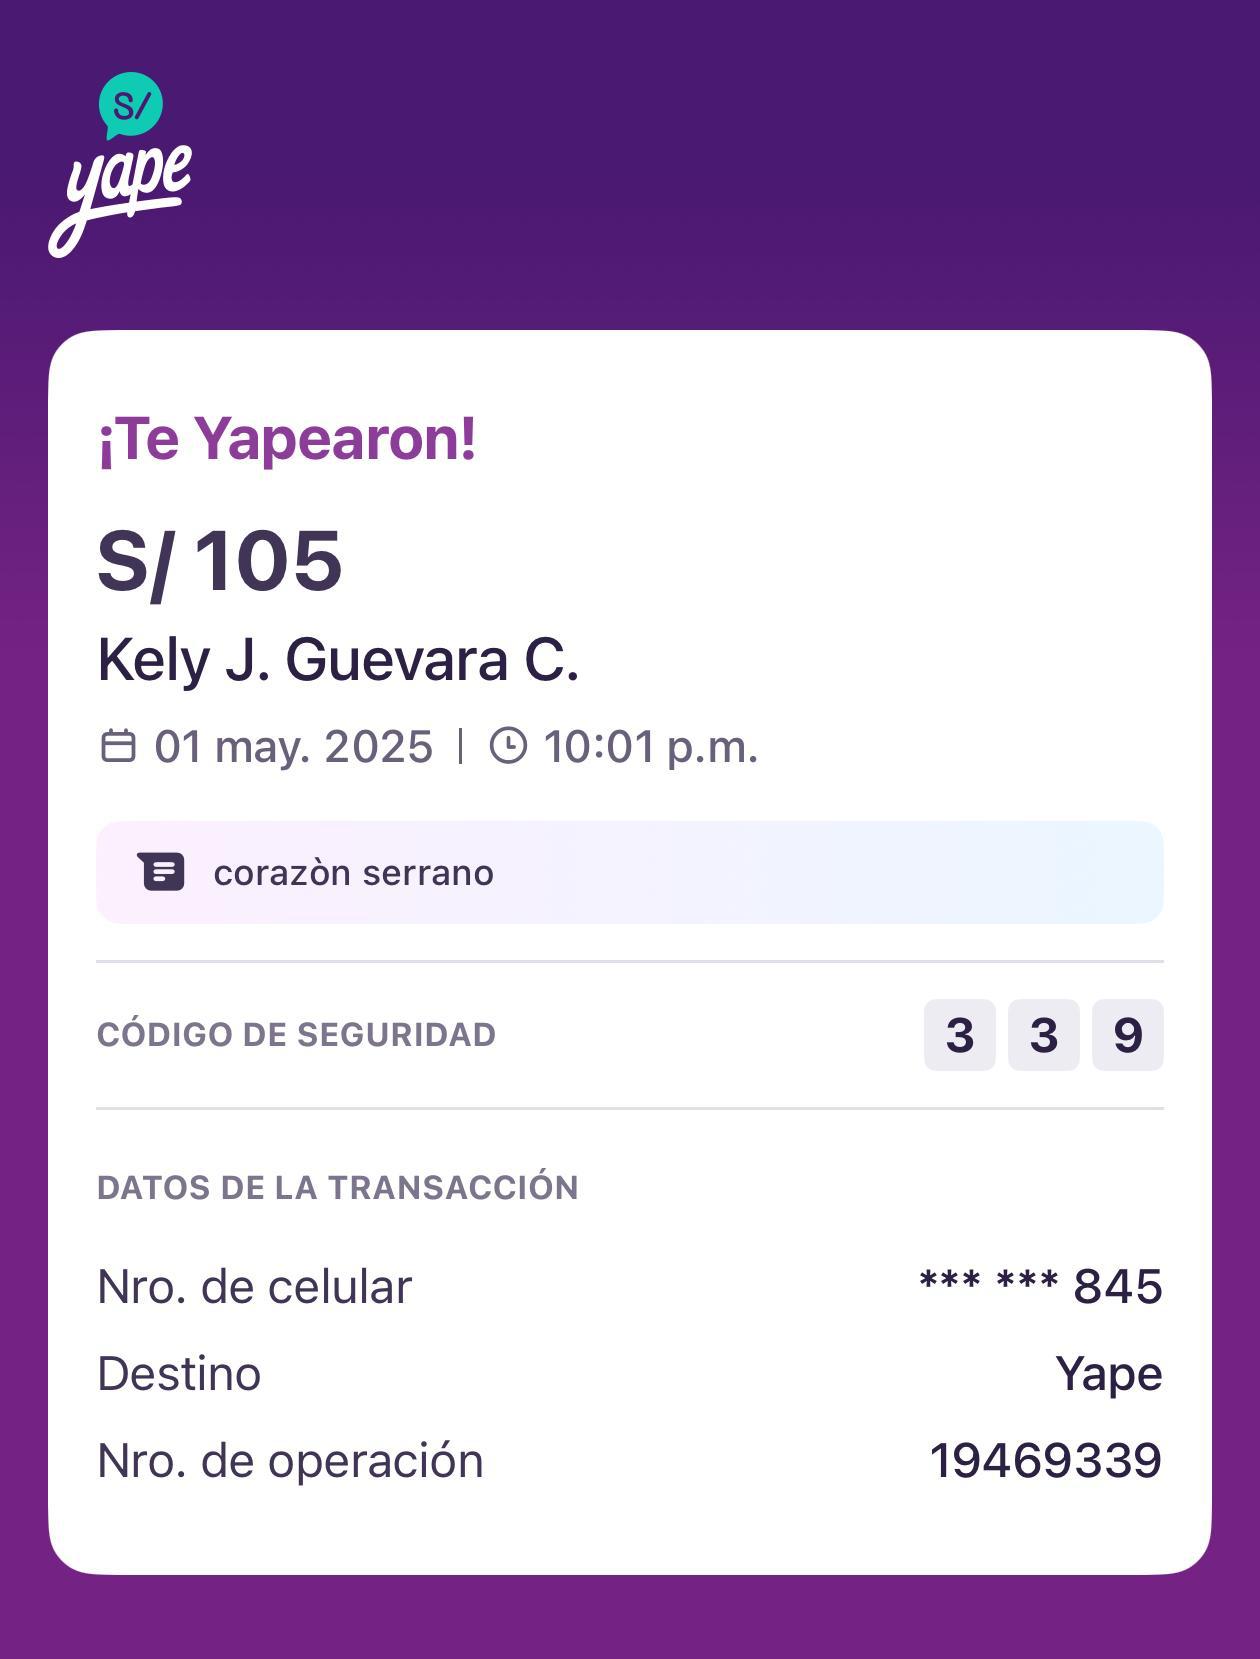 S/
yape
¡Te Yapearon!
S/ 105
Kely J. Guevara C.
01 may. 2025 | 10:01 p.m.
corazòn serrano
CÓDIGO DE SEGURIDAD 3 3 9
DATOS DE LA TRANSACCIÓN
Nro. de celular *** *** 845
Destino Yape
Nro. de operación 19469339